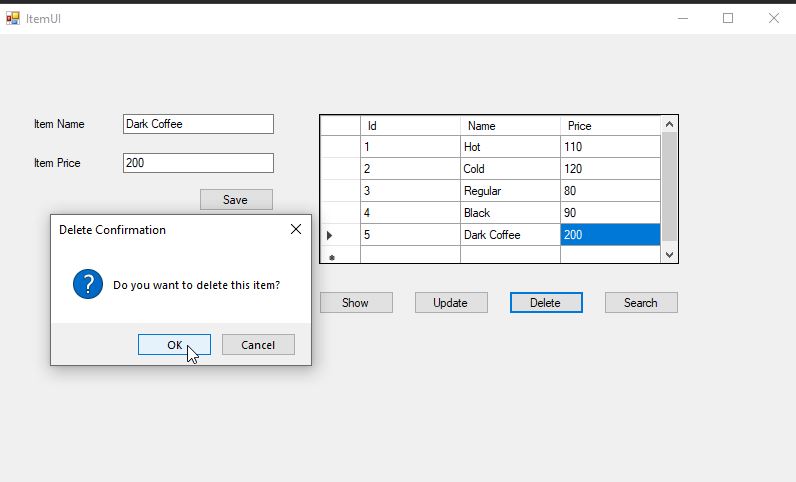 ItemUI
Item Name
Dark Coffee
Item Price
200
Save
Id Name Price
1 Hot 110
2 Cold 120
3 Regular 80
4 Black 90
5 Dark Coffee 200
Show Update Delete Search
Delete Confirmation
Do you want to delete this item?
OK Cancel